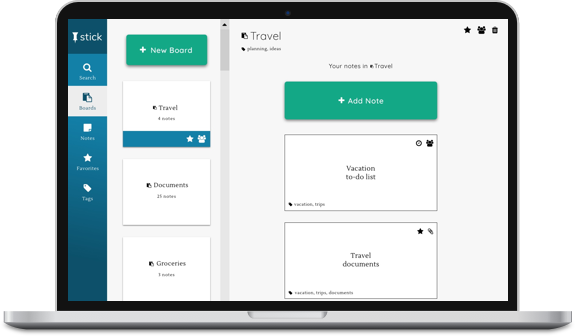 stick
Search
Boards
Notes
Favorites
Tags
+ New Board
Travel
4 notes
Documents
25 notes
Groceries
3 notes
Travel
planning, ideas
Your notes in Travel
+ Add Note
Vacation
to-do list
vacation, trips
Travel
documents
vacation, trips, documents